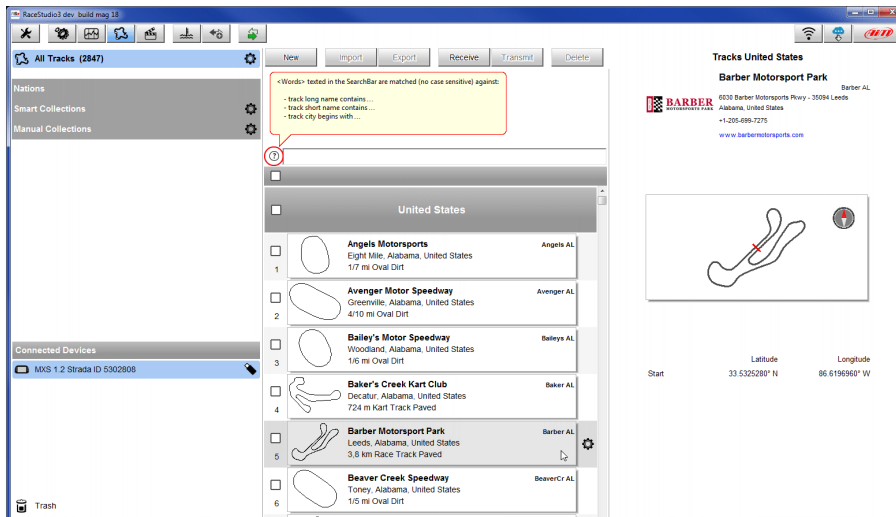 RaceStudio3 dev build mag 18
All Tracks (2847)
Nations
Smart Collections
Manual Collections
Connected Devices
MXS 1.2 Strada ID 5302808
Trash
New
Import
Export
Receive
Transmit
Delete
<Words> texted in the SearchBar are matched (no case sensitive) against:
- track long name contains...
- track short name contains...
- track city begins with...
?
United States
1
Angels Motorsports
Angels AL
Eight Mile, Alabama, United States
1/7 mi Oval Dirt
2
Avenger Motor Speedway
Avenger AL
Greenville, Alabama, United States
4/10 mi Oval Dirt
3
Bailey's Motor Speedway
Baileys AL
Woodland, Alabama, United States
1/6 mi Oval Dirt
4
Baker's Creek Kart Club
Baker AL
Decatur, Alabama, United States
724 m Kart Track Paved
5
Barber Motorsport Park
Barber AL
Leeds, Alabama, United States
3,8 km Race Track Paved
6
Beaver Creek Speedway
BeaverCr AL
Toney, Alabama, United States
1/5 mi Oval Dirt
AiM
Tracks United States
Barber Motorsport Park
Barber AL
BARBER
MOTORSPORTS PARK
6030 Barber Motorsports Pkwy - 35094 Leeds
Alabama, United States
+1-205-699-7275
www.barbermotorsports.com
Latitude Longitude
Start 33.5325280° N 86.6196960° W